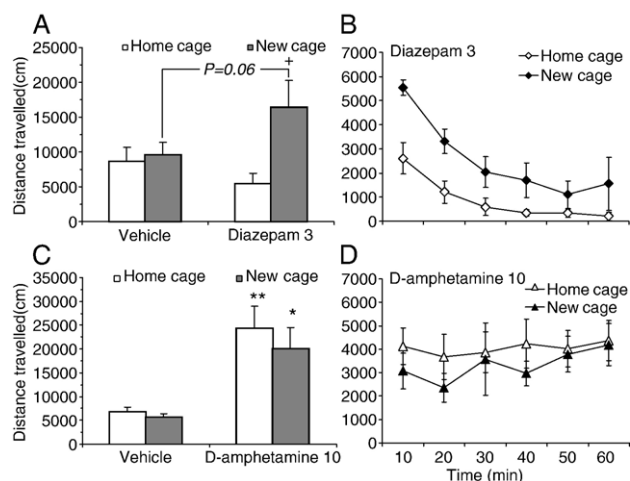 A
Home cage New cage
Distance travelled(cm)
25000
20000
15000
10000
5000
0
P=0.06
+
Vehicle Diazepam 3
B
Diazepam 3
Home cage
New cage
7000
6000
5000
4000
3000
2000
1000
0
C
Home cage New cage
Distance travelled(cm)
35000
30000
25000
20000
15000
10000
5000
0
**
*
Vehicle D-amphetamine 10
D
D-amphetamine 10
Home cage
New cage
7000
6000
5000
4000
3000
2000
1000
0
10 20 30 40 50 60
Time (min)